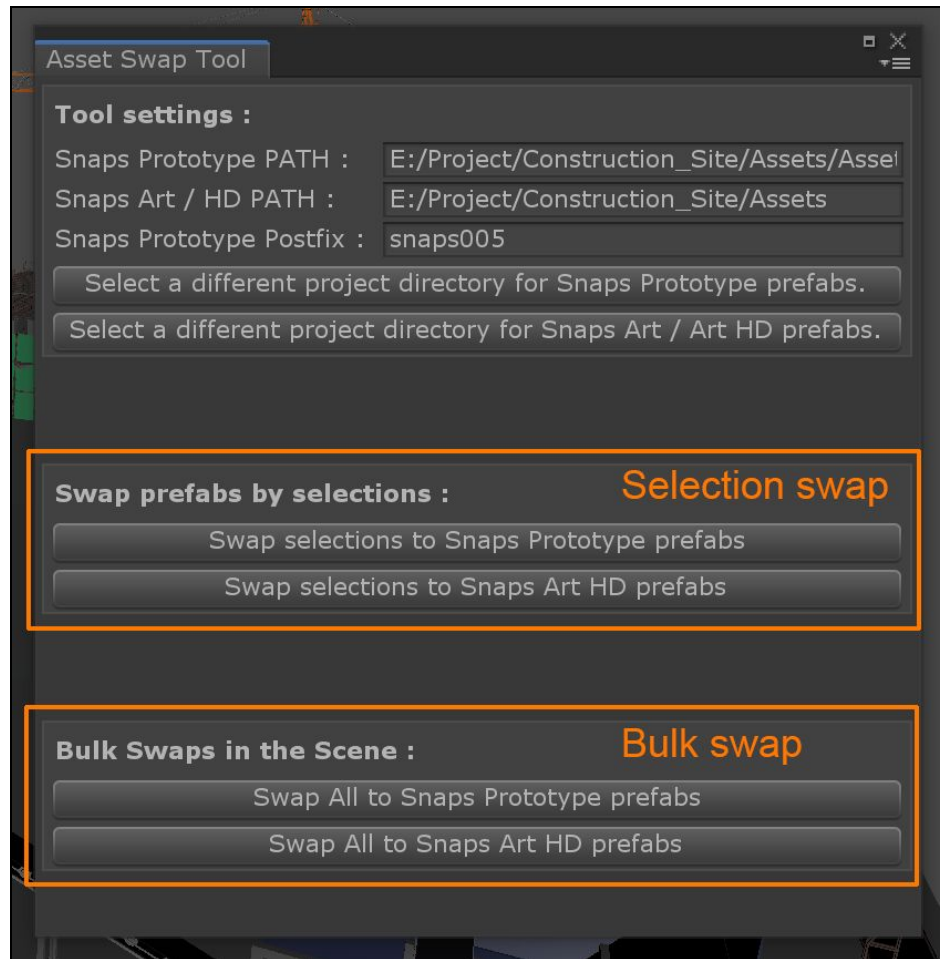 Asset Swap Tool
Tool settings :
Snaps Prototype PATH : E:/Project/Construction_Site/Assets/Asset
Snaps Art / HD PATH : E:/Project/Construction_Site/Assets
Snaps Prototype Postfix : snaps005
Select a different project directory for Snaps Prototype prefabs.
Select a different project directory for Snaps Art / Art HD prefabs.
Swap prefabs by selections : Selection swap
Swap selections to Snaps Prototype prefabs
Swap selections to Snaps Art HD prefabs
Bulk Swaps in the Scene : Bulk swap
Swap All to Snaps Prototype prefabs
Swap All to Snaps Art HD prefabs